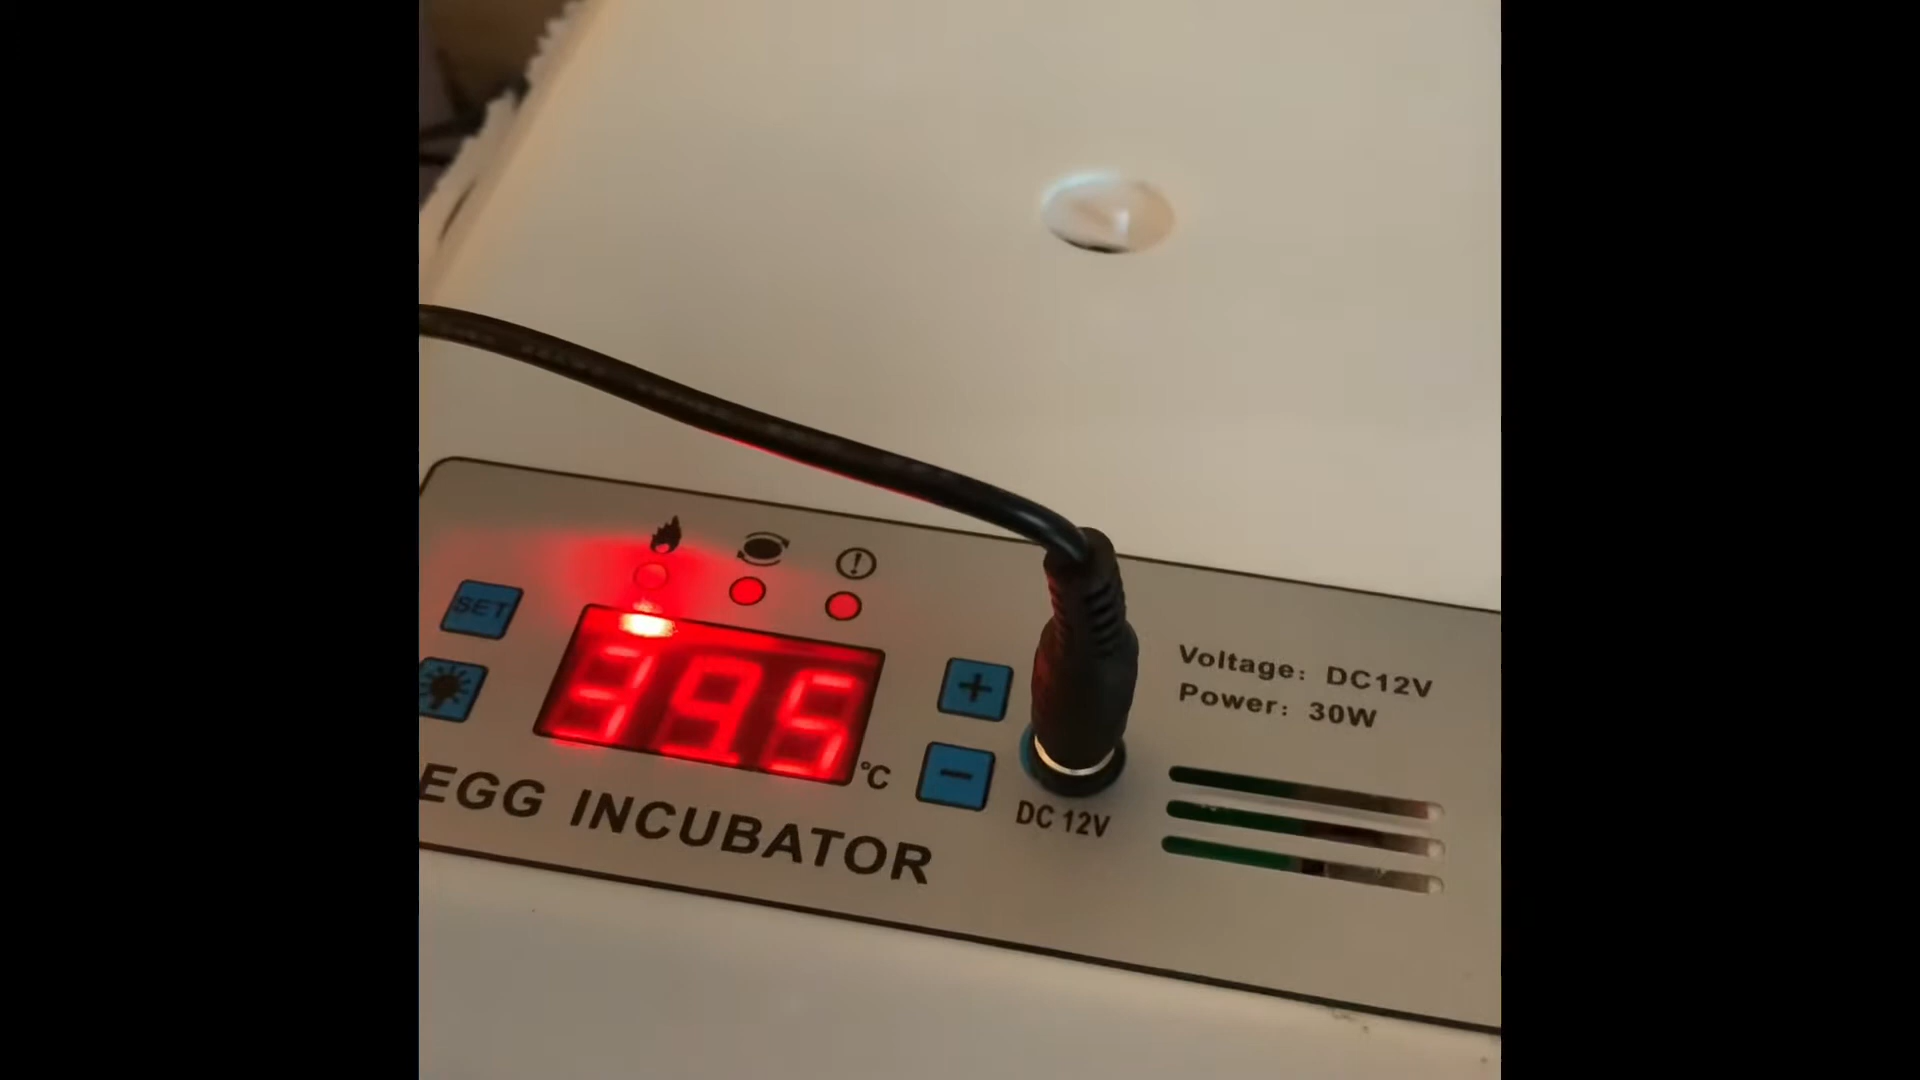 SET
39.5
°C
+
-
EGG INCUBATOR
DC 12V
Voltage: DC12V
Power: 30W